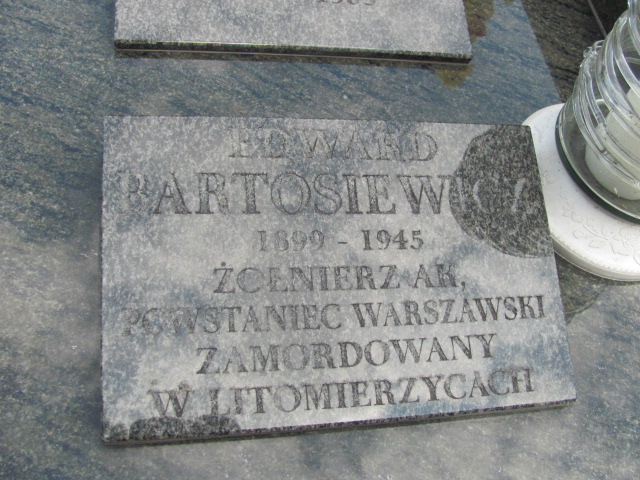 EDWARD
BARTOSIEWICZ
1899 - 1945
ŻOŁNIERZ AK,
POWSTANIEC WARSZAWSKI
ZAMORDOWANY
W LITOMIERZYCACH